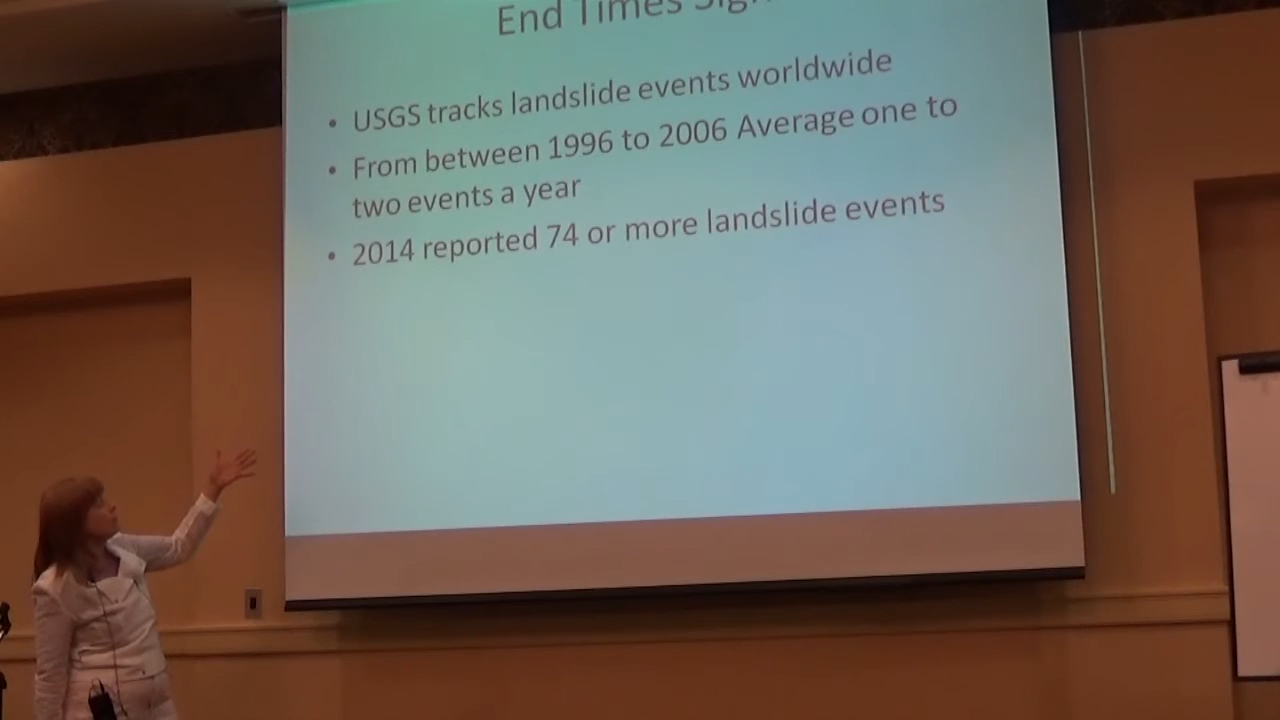 End Times Sign
• USGS tracks landslide events worldwide
• From between 1996 to 2006 Average one to
two events a year
• 2014 reported 74 or more landslide events